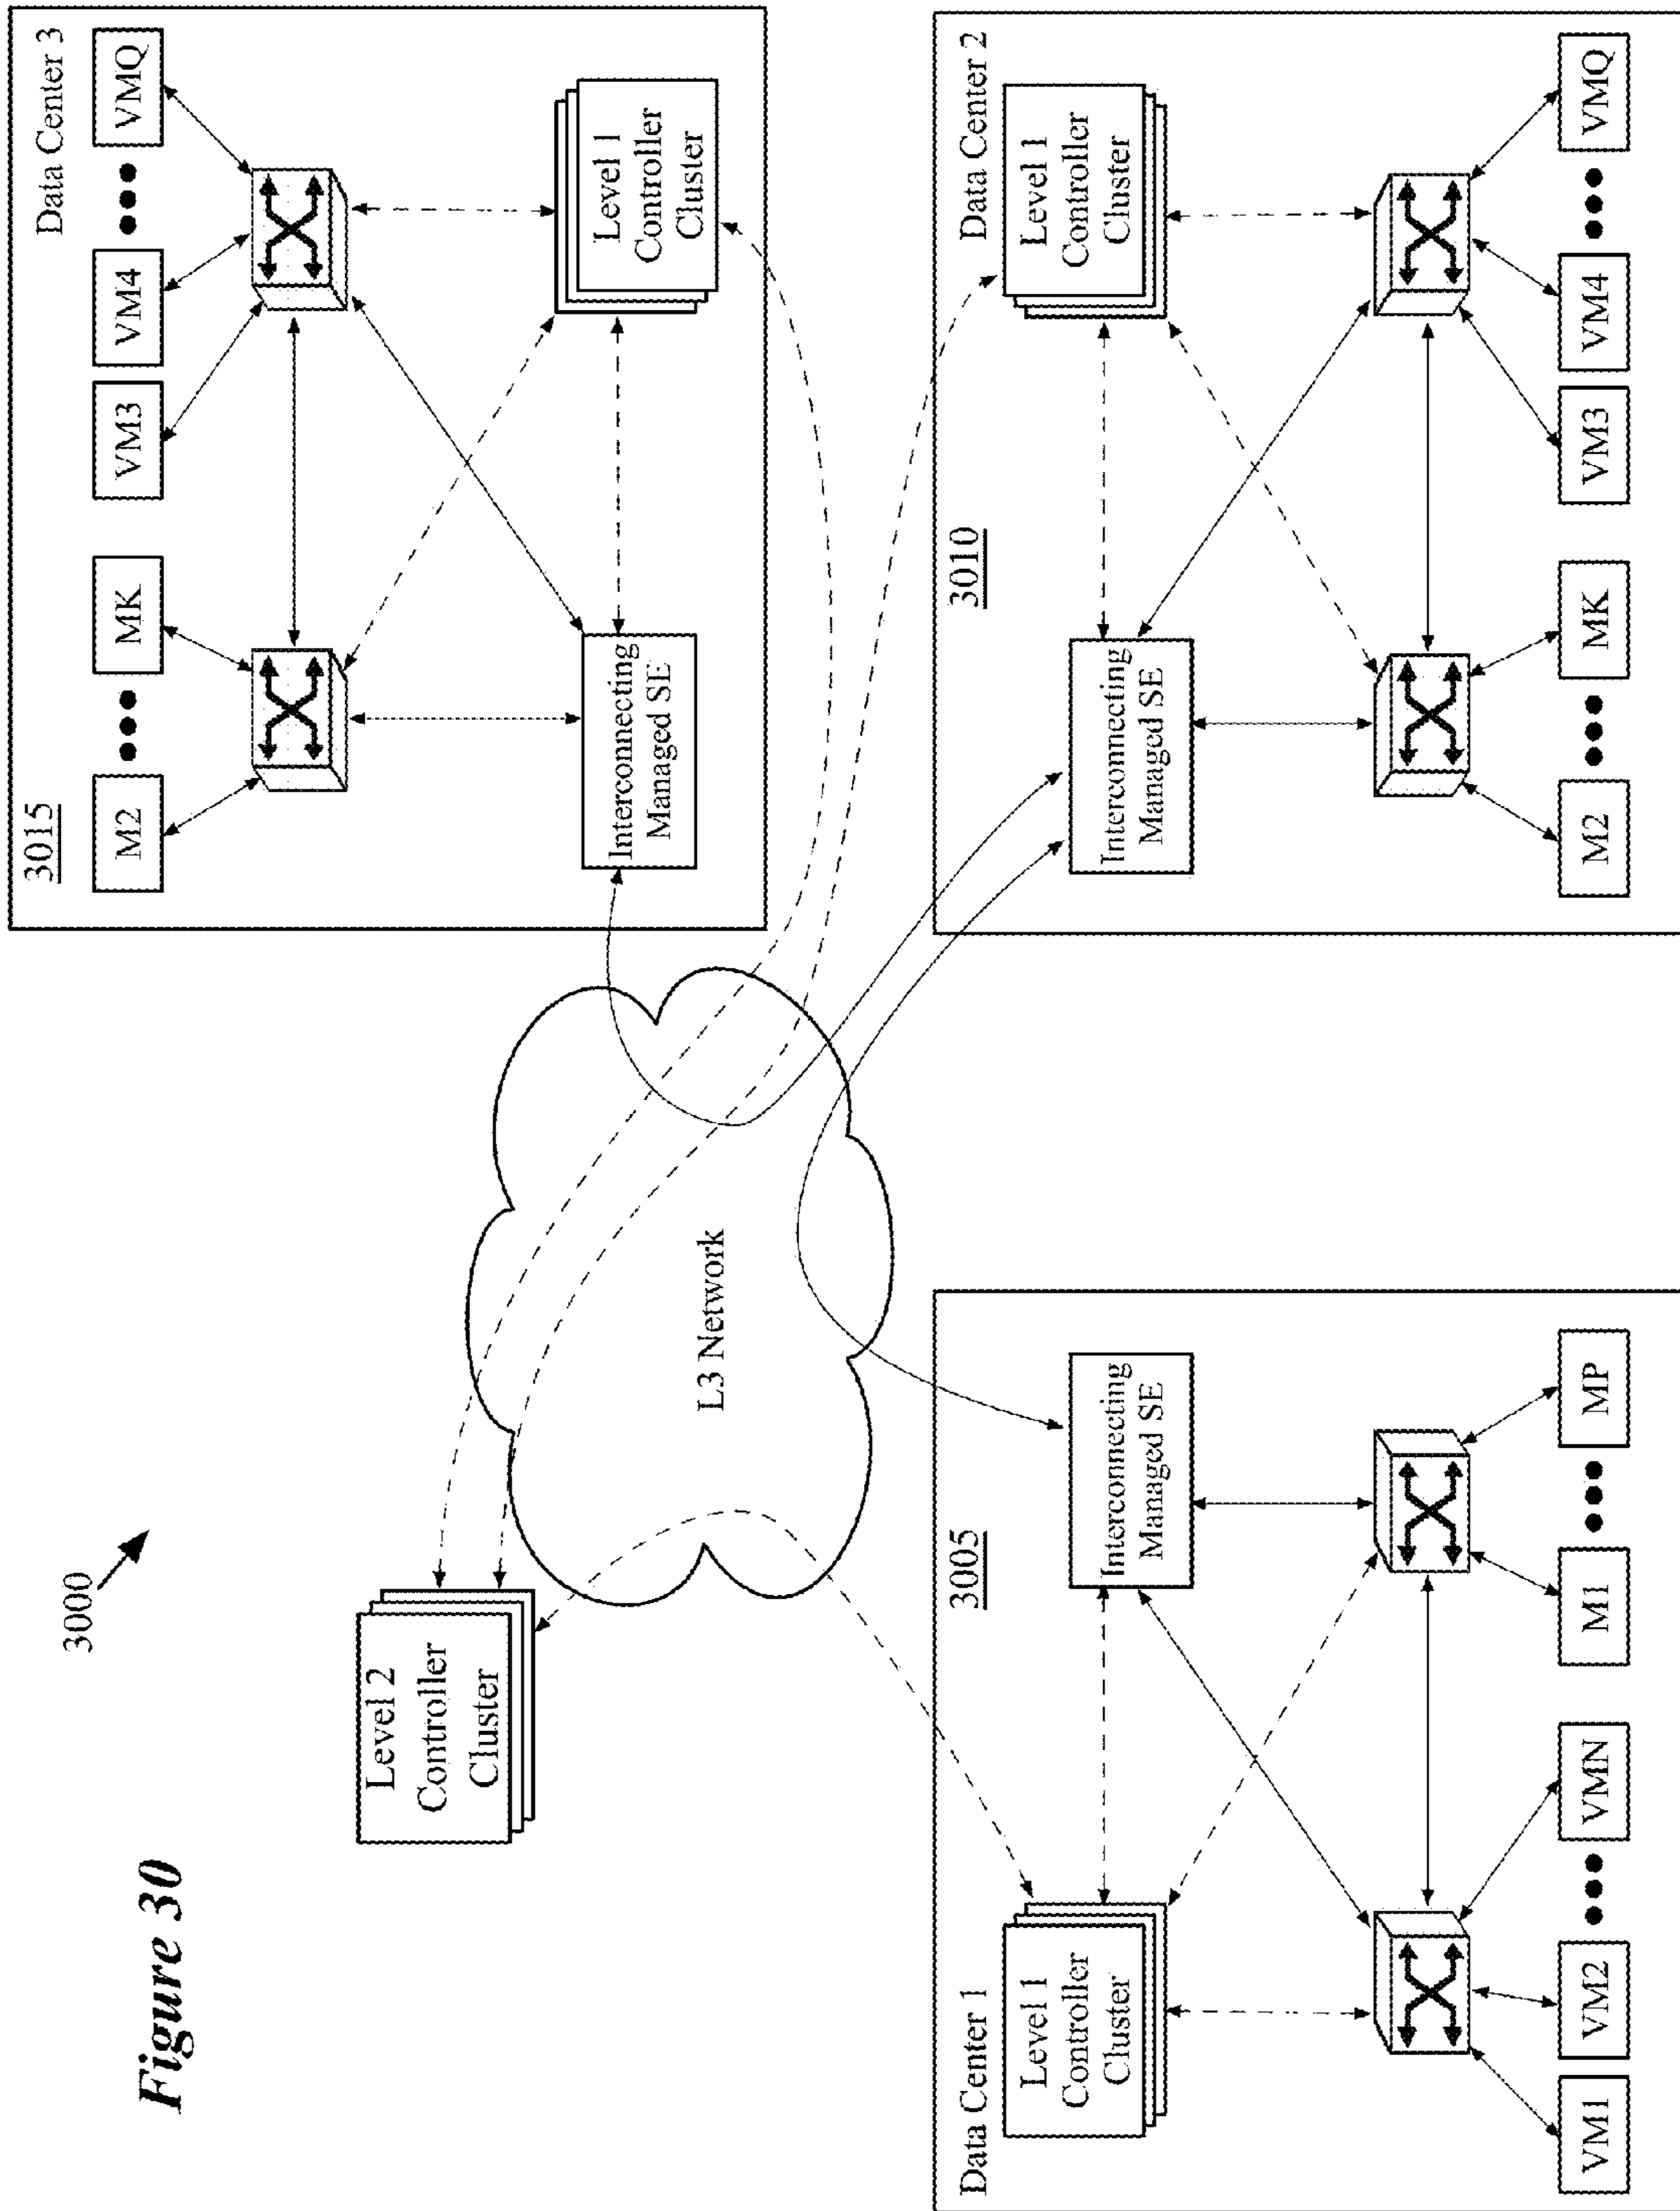 Figure 30
3000
Level 2
Controller
Cluster
L3 Network
3015
Data Center 3
M2
MK
VM3
VM4
VMQ
Interconnecting
Managed SE
Level 1
Controller
Cluster
Data Center 1
3005
Level 1
Controller
Cluster
Interconnecting
Managed SE
VM1
VM2
VMN
M1
MP
3010
Data Center 2
Interconnecting
Managed SE
Level 1
Controller
Cluster
M2
MK
VM3
VM4
VMQ